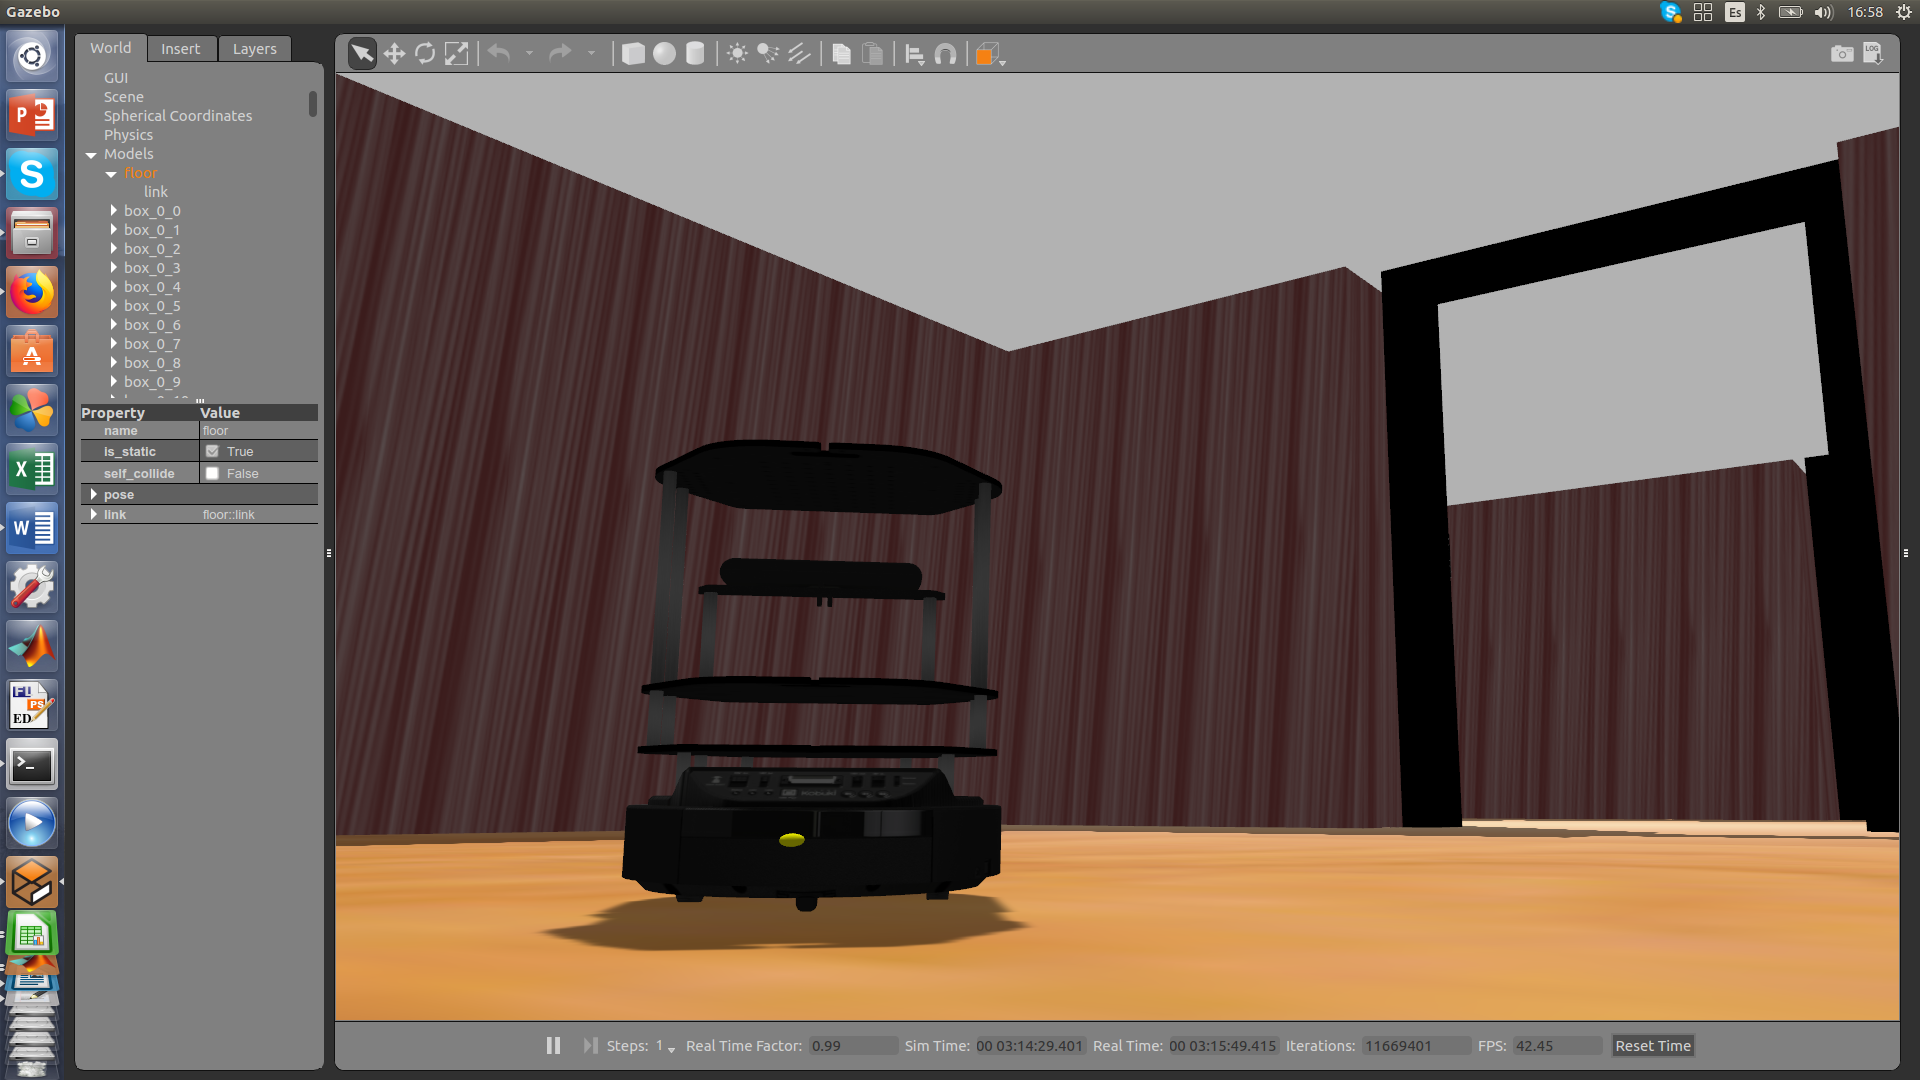 Gazebo
Es
16:58
World
Insert
Layers
LOG
GUI
Scene
Spherical Coordinates
Physics
Models
floor
link
box_0_0
box_0_1
box_0_2
box_0_3
box_0_4
box_0_5
box_0_6
box_0_7
box_0_8
box_0_9
Property Value
name floor
is_static True
self_collide False
pose
link floor::link
Kobuki
Steps: 1 Real Time Factor: 0.99 Sim Time: 00 03:14:29.401 Real Time: 00 03:15:49.415 Iterations: 11669401 FPS: 42.45 Reset Time